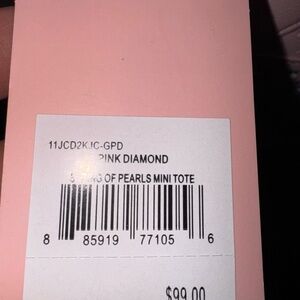 11JCD2KJC-GPD
PINK DIAMOND
OF PEARLS MINI TOTE
8 85919 77105 6
$99.00